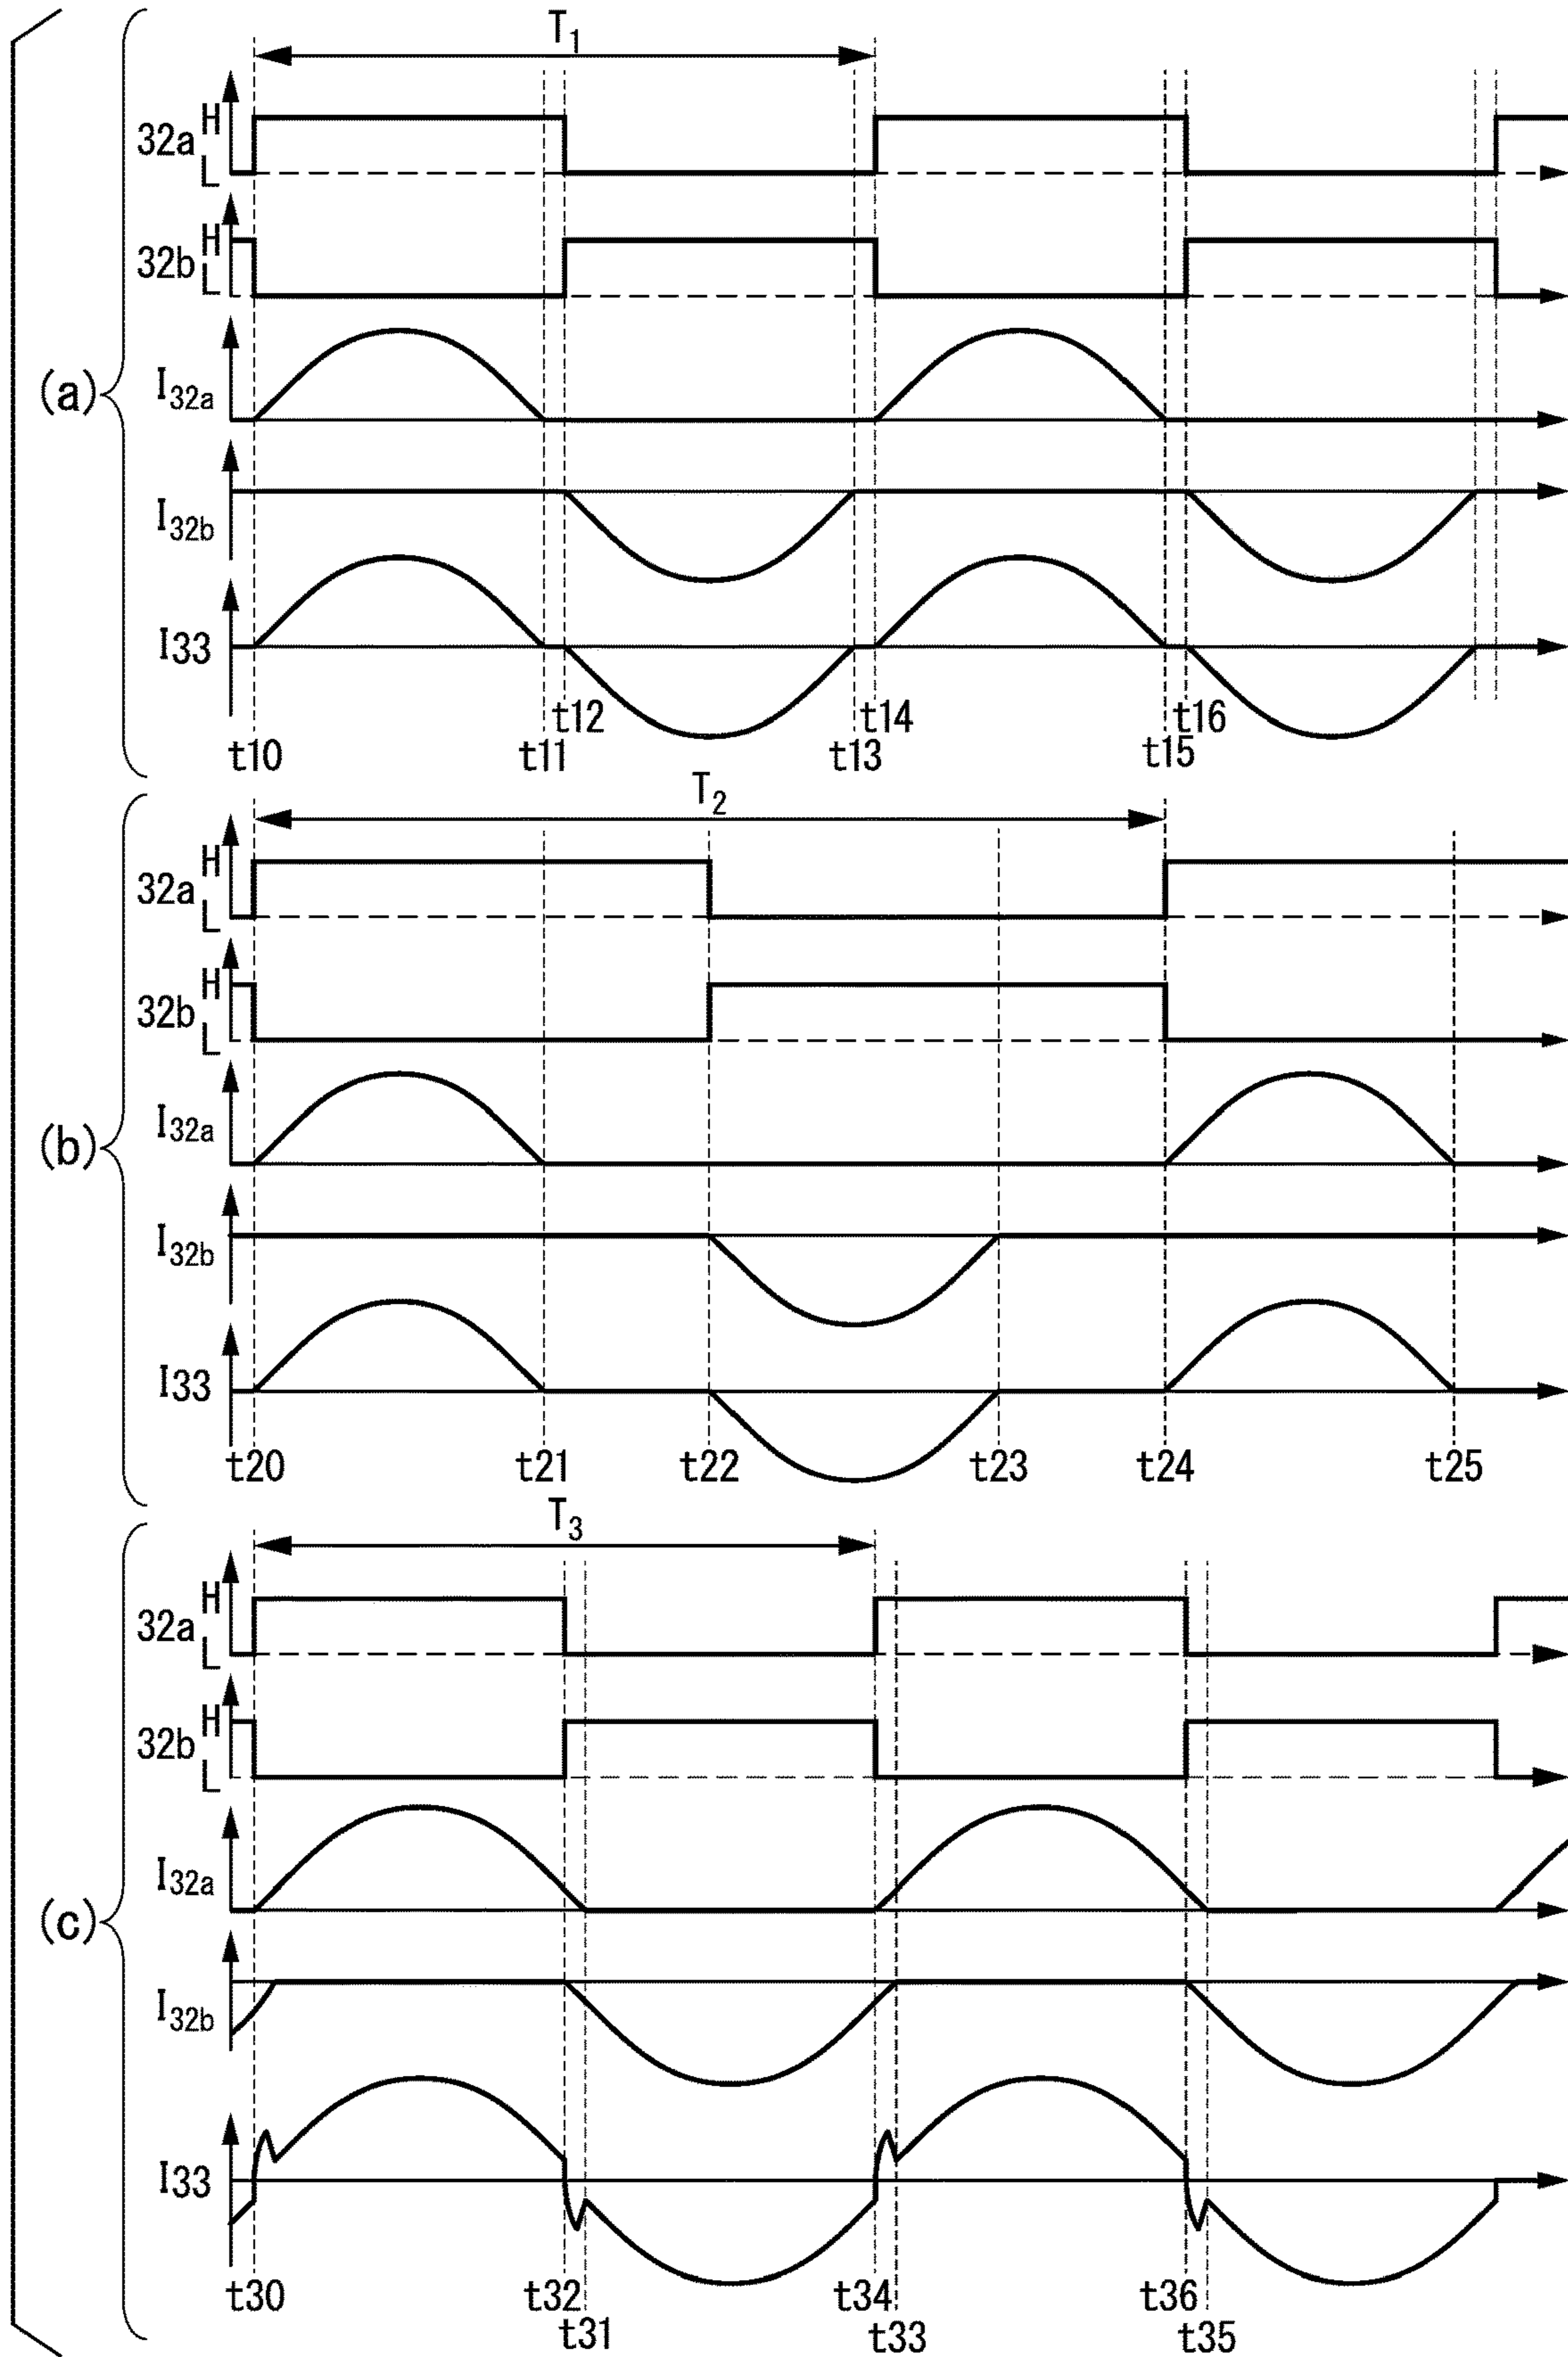 (a)
T1
32a H
L
32b H
L
I32a
I32b
I33
t10 t11 t12 t13 t14 t15 t16
(b)
T2
32a H
L
32b H
L
I32a
I32b
I33
t20 t21 t22 t23 t24 t25
(c)
T3
32a H
L
32b H
L
I32a
I32b
I33
t30 t32 t34 t36
t31 t33 t35